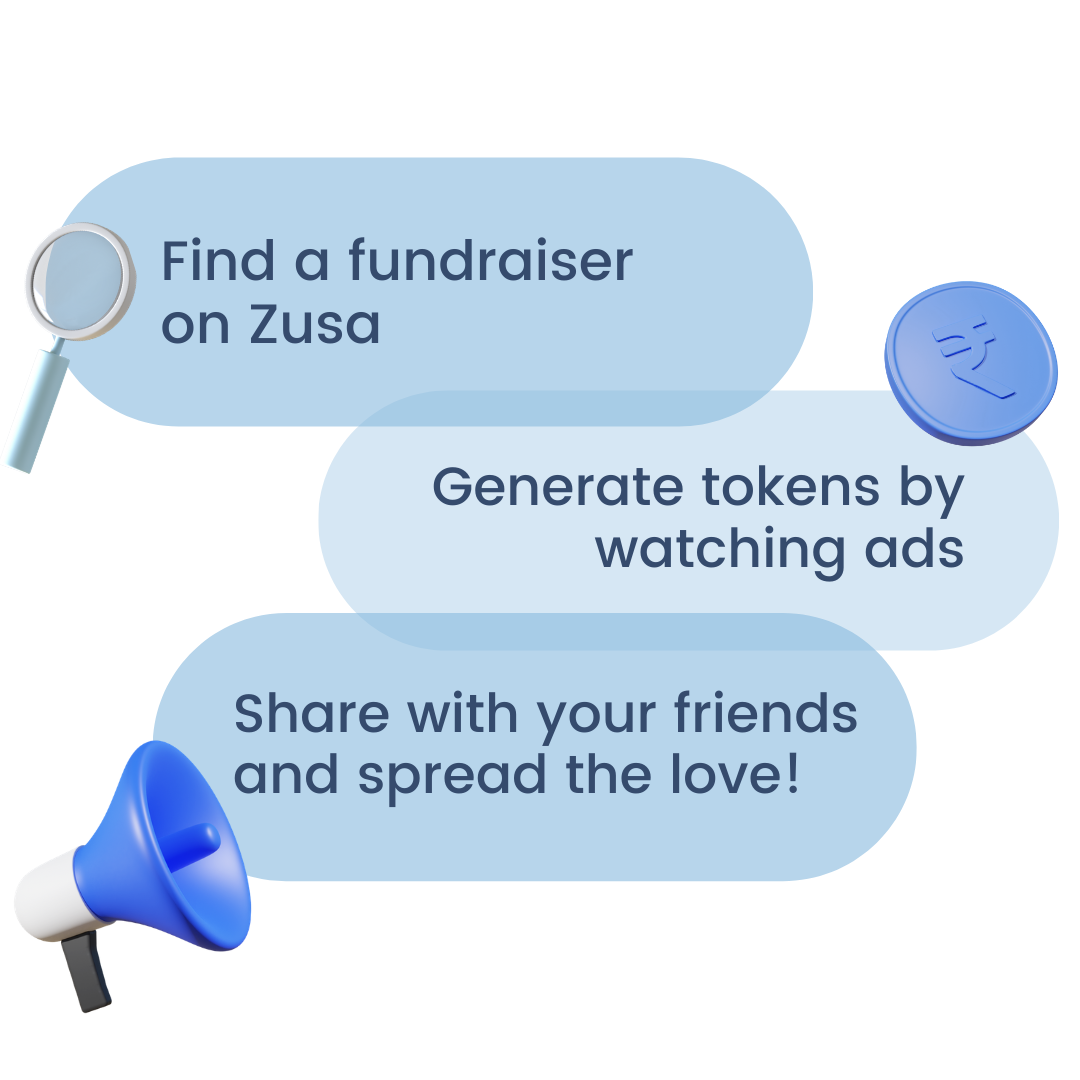 Find a fundraiser
on Zusa
₹
Generate tokens by
watching ads
Share with your friends
and spread the love!